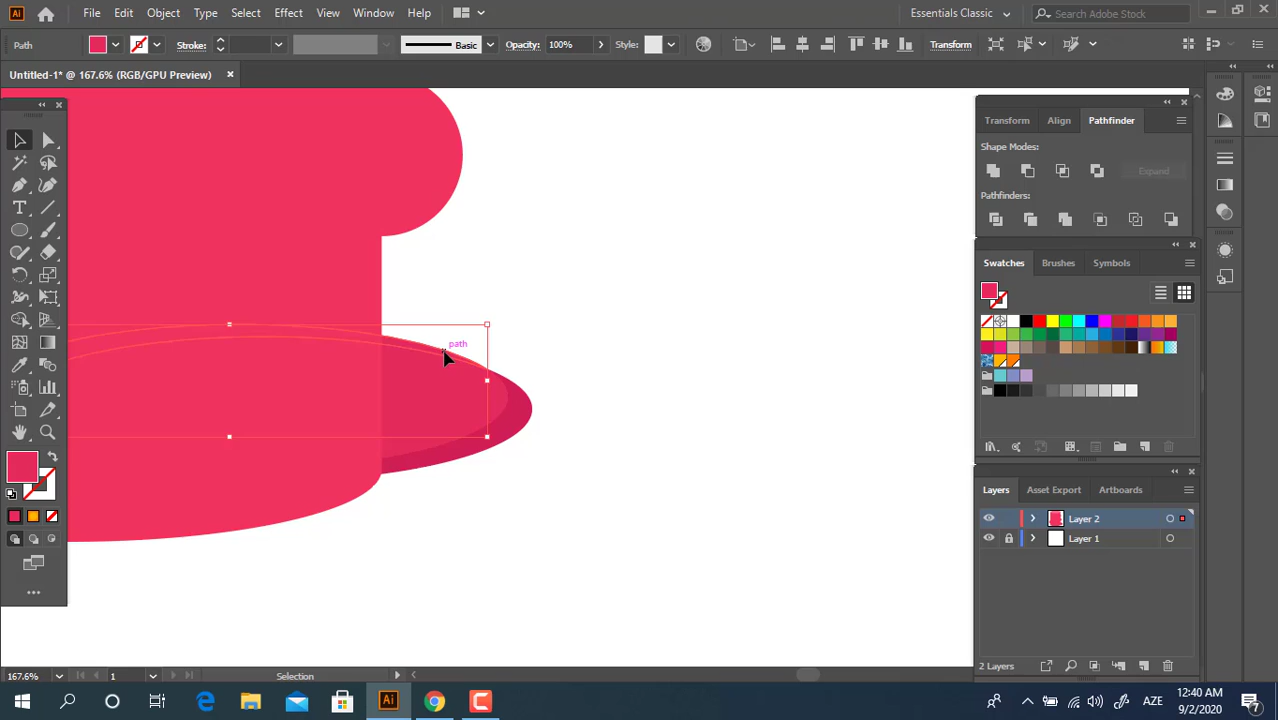 Ai File Edit Object Type Select Effect View Window Help Essentials Classic Search Adobe Stock
Path Stroke: Basic Opacity: 100% Style: Transform
Untitled-1* @ 167.6% (RGB/GPU Preview)
Transform Align Pathfinder
Shape Modes:
Expand
Pathfinders:
Swatches Brushes Symbols
path
Layers Asset Export Artboards
Layer 2
Layer 1
2 Layers
167.6% 1 Selection
Ai AZE 12:40 AM
9/2/2020 7